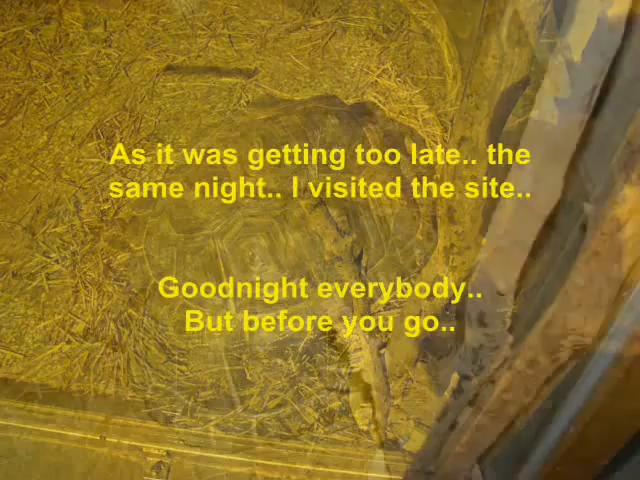 As it was getting too late.. the
same night.. I visited the site..
Goodnight everybody..
But before you go..